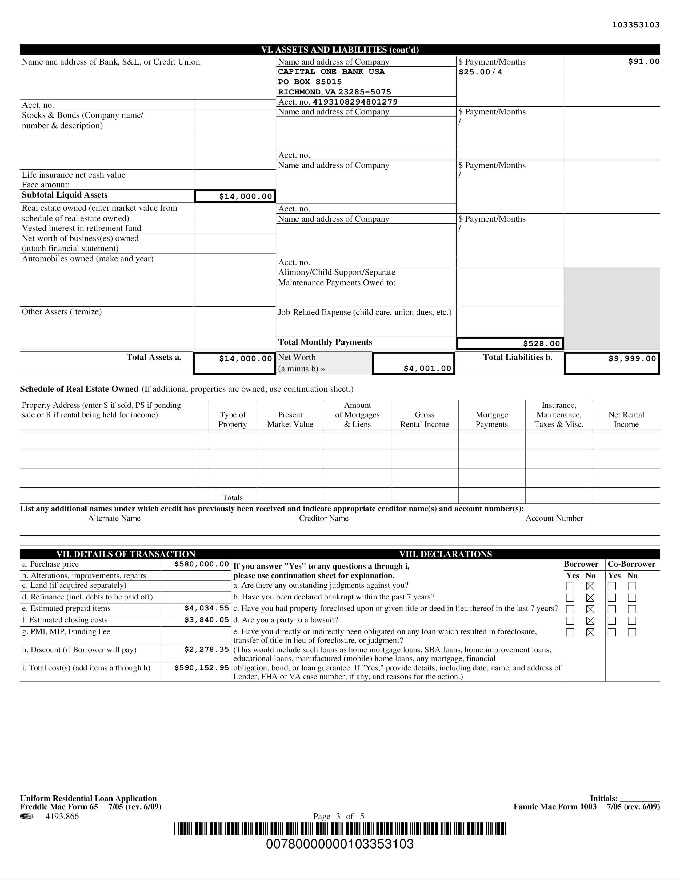 103353103
VI. ASSETS AND LIABILITIES (cont'd)
Name and address of Bank, S&L, or Credit Union
Name and address of Company
$ Payment/Months
$91.00
CAPITAL ONE BANK USA
$25.00/4
PO BOX 85015
RICHMOND,VA 23285-5075
Acct. no. 4193108294801279
Acct. no.
Name and address of Company
$ Payment/Months
Stocks & Bonds (Company name/
number & description)
/
Acct. no.
Name and address of Company
$ Payment/Months
/
Life insurance net cash value
Face amount:
Subtotal Liquid Assets
$14,000.00
Real estate owned (enter market value from
schedule of real estate owned)
Acct. no.
Name and address of Company
$ Payment/Months
/
Vested interest in retirement fund
Net worth of business(es) owned
(attach financial statement)
Automobiles owned (make and year)
Acct. no.
Alimony/Child Support/Separate
Maintenance Payments Owed to:
Other Assets (itemize)
Job-Related Expense (child care, union dues, etc.)
Total Monthly Payments
$528.00
Total Assets a.
$14,000.00
Net Worth
(a minus b) »
$4,001.00
Total Liabilities b.
$9,999.00
Schedule of Real Estate Owned (If additional properties are owned, use continuation sheet.)
Property Address (enter S if sold, PS if pending
sale or R if rental being held for income)
Type of
Property
Present
Market Value
Amount
of Mortgages
& Liens
Gross
Rental Income
Mortgage
Payments
Insurance,
Maintenance,
Taxes & Misc.
Net Rental
Income
Totals
List any additional names under which credit has previously been received and indicate appropriate creditor name(s) and account number(s):
Alternate Name
Creditor Name
Account Number
VII. DETAILS OF TRANSACTION
VIII. DECLARATIONS
a. Purchase price
$580,000.00
If you answer "Yes" to any questions a through i,
Borrower
Co-Borrower
b. Alterations, improvements, repairs
please use continuation sheet for explanation.
Yes No
Yes No
c. Land (if acquired separately)
a. Are there any outstanding judgments against you?
d. Refinance (incl. debts to be paid off)
b. Have you been declared bankrupt within the past 7 years?
e. Estimated prepaid items
$4,034.55
c. Have you had property foreclosed upon or given title or deed in lieu thereof in the last 7 years?
f. Estimated closing costs
$3,840.05
d. Are you a party to a lawsuit?
g. PMI, MIP, Funding Fee
e. Have you directly or indirectly been obligated on any loan which resulted in foreclosure,
transfer of title in lieu of foreclosure, or judgment?
h. Discount (if Borrower will pay)
$2,278.35
(This would include such loans as home mortgage loans, SBA loans, home improvement loans,
educational loans, manufactured (mobile) home loans, any mortgage, financial
i. Total cost(s) (add items a through h)
$590,152.95
obligation, bond, or loan guarantee. If "Yes," provide details, including date, name, and address of
Lender, FHA or VA case number, if any, and reasons for the action.)
Uniform Residential Loan Application
Initials:
Freddie Mac Form 65 7/05 (rev. 6/09)
Fannie Mae Form 1003 7/05 (rev. 6/09)
4193.866
Page 3 of 5
00780000000103353103